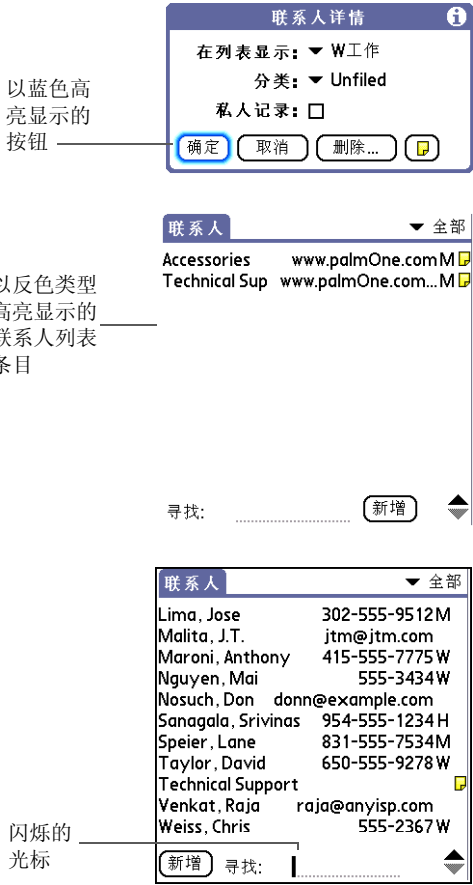 联系人详情
以蓝色高
亮显示的
按钮
在列表显示: W工作
分类: Unfiled
私人记录:
确定 取消 删除...
联系人 全部
以反色类型
高亮显示的
联系人列表
条目
Accessories www.palmOne.com M
Technical Sup www.palmOne.com... M
寻找: 新增
联系人 全部
Lima, Jose 302-555-9512 M
Malita, J.T. jtm@jtm.com
Maroni, Anthony 415-555-7775 W
Nguyen, Mai 555-3434 W
Nosuch, Don donn@example.com
Sanagala, Srivinas 954-555-1234 H
Speier, Lane 831-555-7534 M
Taylor, David 650-555-9278 W
Technical Support
Venkat, Raja raja@anyisp.com
Weiss, Chris 555-2367 W
闪烁的
光标
新增 寻找: